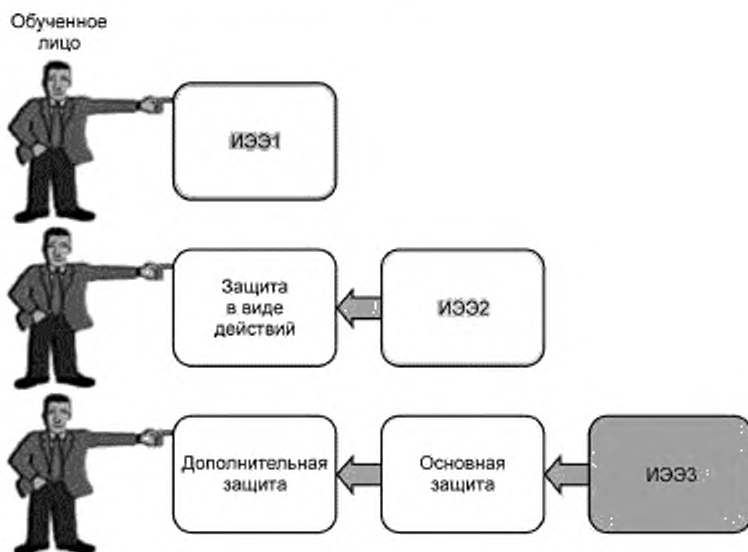 Обученное
лицо
ИЭЭ1
Защита
в виде
действий
ИЭЭ2
Дополнительная
защита
Основная
защита
ИЭЭ3